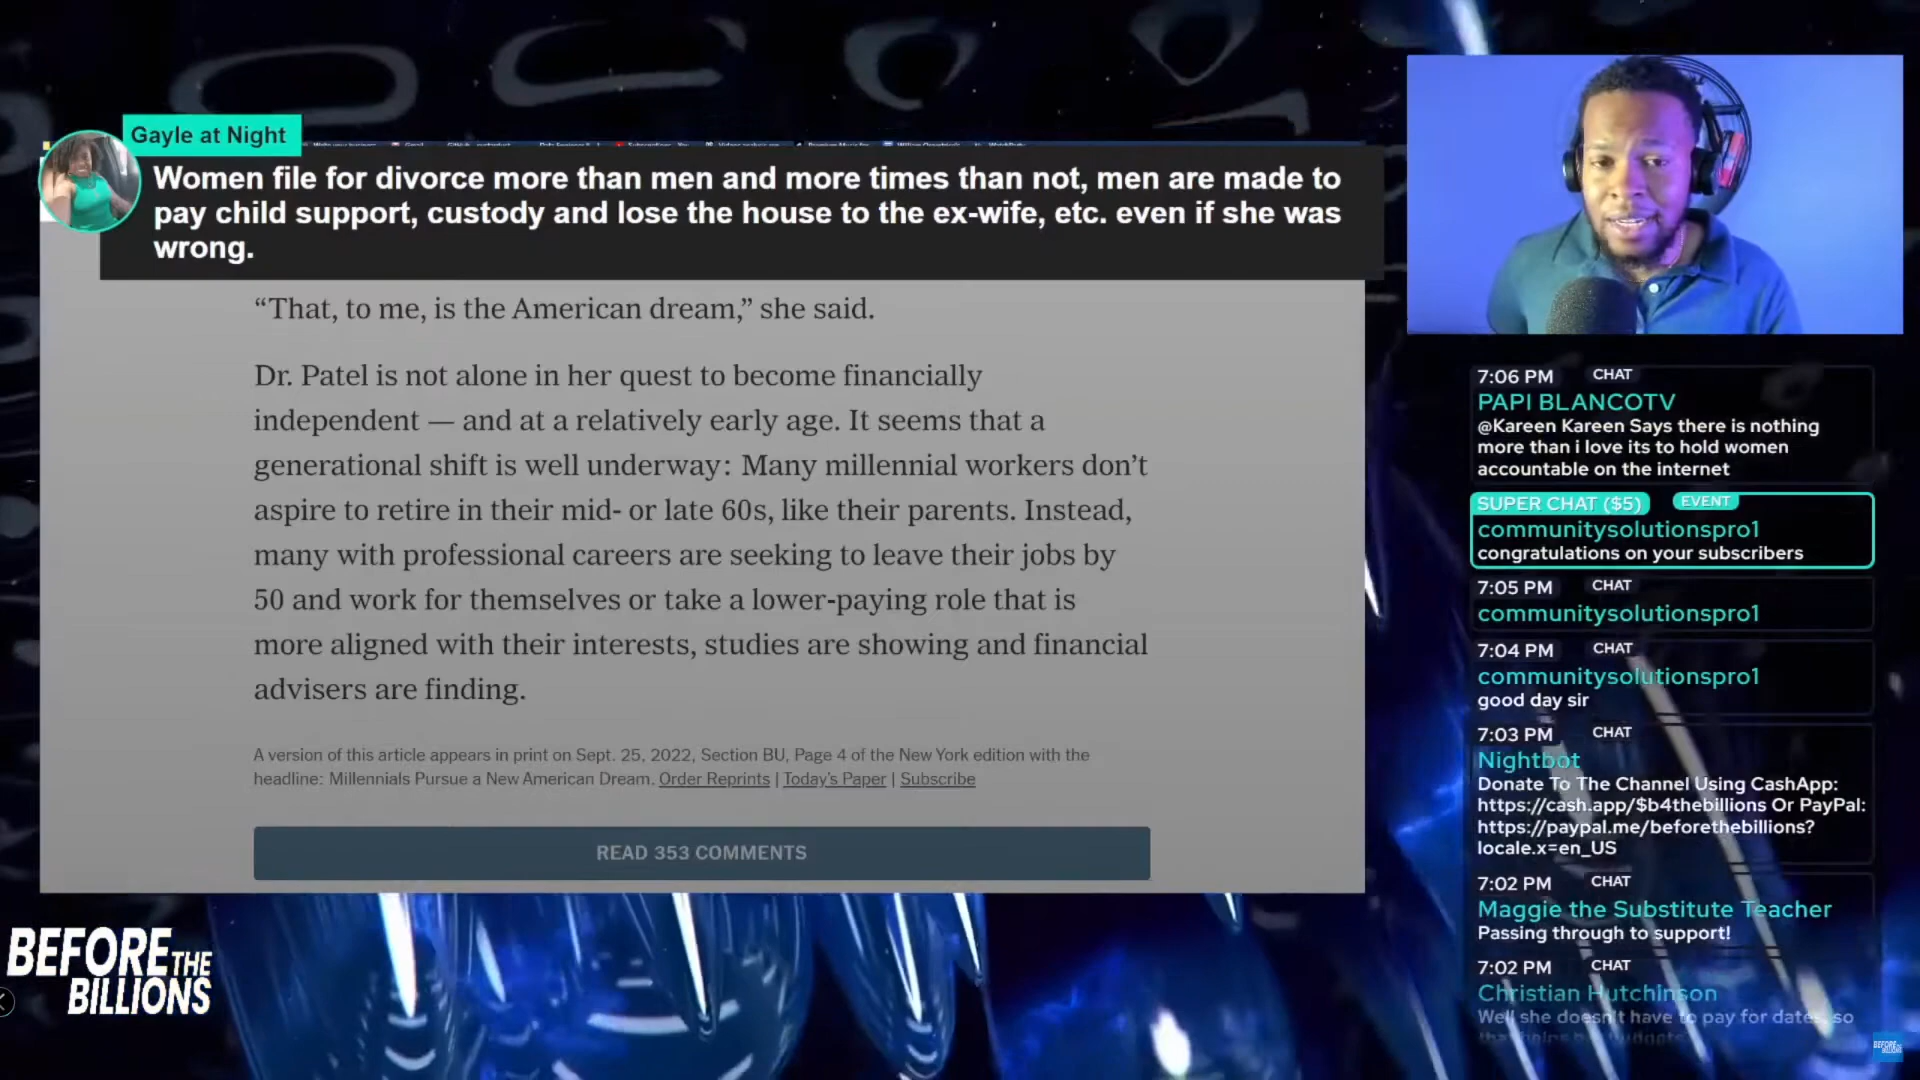 Gayle at Night
Women file for divorce more than men and more times than not, men are made to
pay child support, custody and lose the house to the ex-wife, etc. even if she was
wrong.
“That, to me, is the American dream,” she said.
Dr. Patel is not alone in her quest to become financially
independent — and at a relatively early age. It seems that a
generational shift is well underway: Many millennial workers don’t
aspire to retire in their mid- or late 60s, like their parents. Instead,
many with professional careers are seeking to leave their jobs by
50 and work for themselves or take a lower-paying role that is
more aligned with their interests, studies are showing and financial
advisers are finding.
A version of this article appears in print on Sept. 25, 2022, Section BU, Page 4 of the New York edition with the
headline: Millennials Pursue a New American Dream. Order Reprints | Today’s Paper | Subscribe
READ 353 COMMENTS
BEFORE THE
BILLIONS
7:06 PM CHAT
PAPI BLANCOTV
@Kareen Kareen Says there is nothing
more than i love its to hold women
accountable on the internet
SUPER CHAT ($5) EVENT
communitysolutionspro1
congratulations on your subscribers
7:05 PM CHAT
communitysolutionspro1
7:04 PM CHAT
communitysolutionspro1
good day sir
7:03 PM CHAT
Nightbot
Donate To The Channel Using CashApp:
https://cash.app/$b4thebillions Or PayPal:
https://paypal.me/beforethebillions?
locale.x=en_US
7:02 PM CHAT
Maggie the Substitute Teacher
Passing through to support!
7:02 PM CHAT
Christian Hutchinson
Well she doesn't have to pay for dates, so
BEFORE THE
BILLIONS